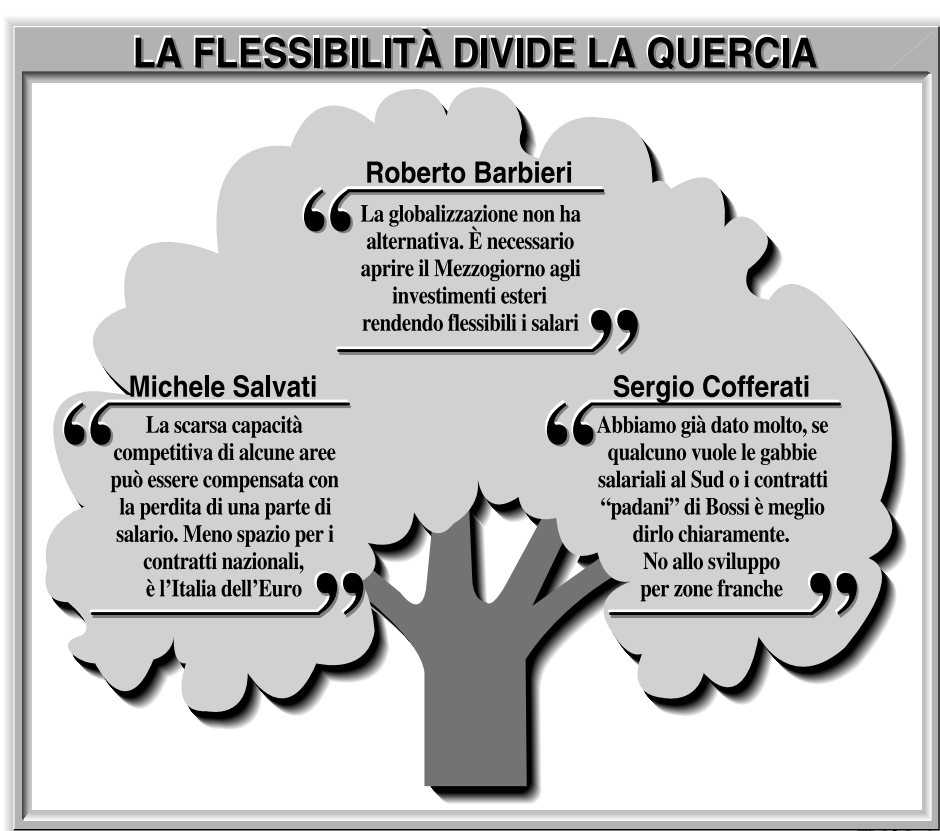 LA FLESSIBILITÀ DIVIDE LA QUERCIA
Roberto Barbieri
“La globalizzazione non ha
alternativa. È necessario
aprire il Mezzogiorno agli
investimenti esteri
rendendo flessibili i salari”
Michele Salvati
“La scarsa capacità
competitiva di alcune aree
può essere compensata con
la perdita di una parte di
salario. Meno spazio per i
contratti nazionali,
è l’Italia dell’Euro”
Sergio Cofferati
“Abbiamo già dato molto, se
qualcuno vuole le gabbie
salariali al Sud o i contratti
“padani” di Bossi è meglio
dirlo chiaramente.
No allo sviluppo
per zone franche”